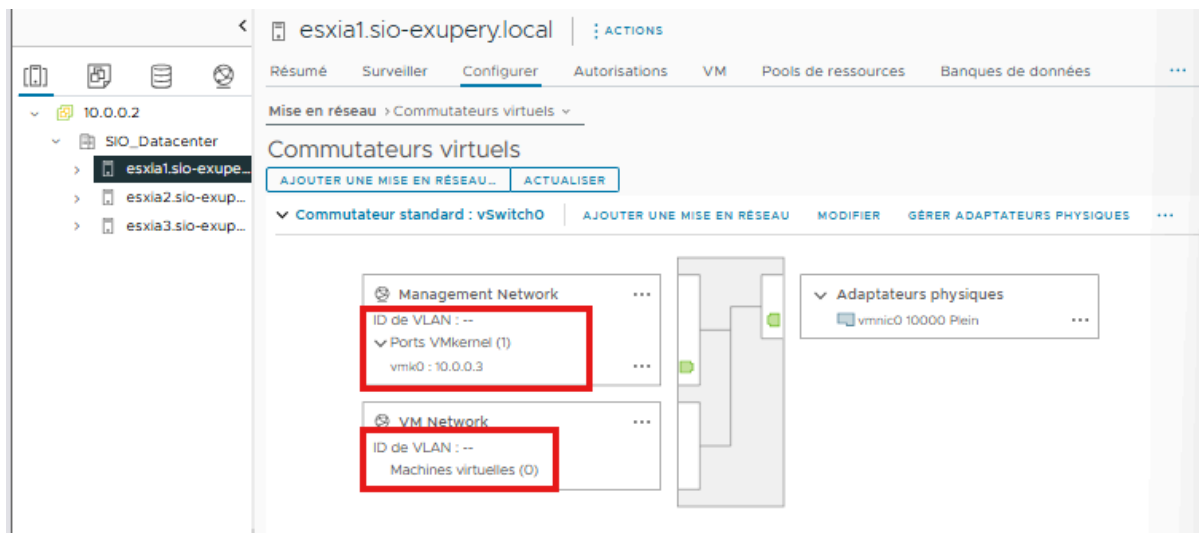 esxia1.sio-exupery.local
ACTIONS
Résumé Surveiller Configurer Autorisations VM Pools de ressources Banques de données ...
10.0.0.2
SIO_Datacenter
esxia1.sio-exupe...
esxia2.sio-exup...
esxia3.sio-exup...
Mise en réseau > Commutateurs virtuels
Commutateurs virtuels
AJOUTER UNE MISE EN RÉSEAU... ACTUALISER
Commutateur standard : vSwitch0 AJOUTER UNE MISE EN RÉSEAU MODIFIER GÉRER ADAPTATEURS PHYSIQUES ...
Management Network ...
ID de VLAN : --
Ports VMkernel (1)
vmk0 : 10.0.0.3 ...
VM Network ...
ID de VLAN : --
Machines virtuelles (0)
Adaptateurs physiques
vmnic0 10000 Plein ...